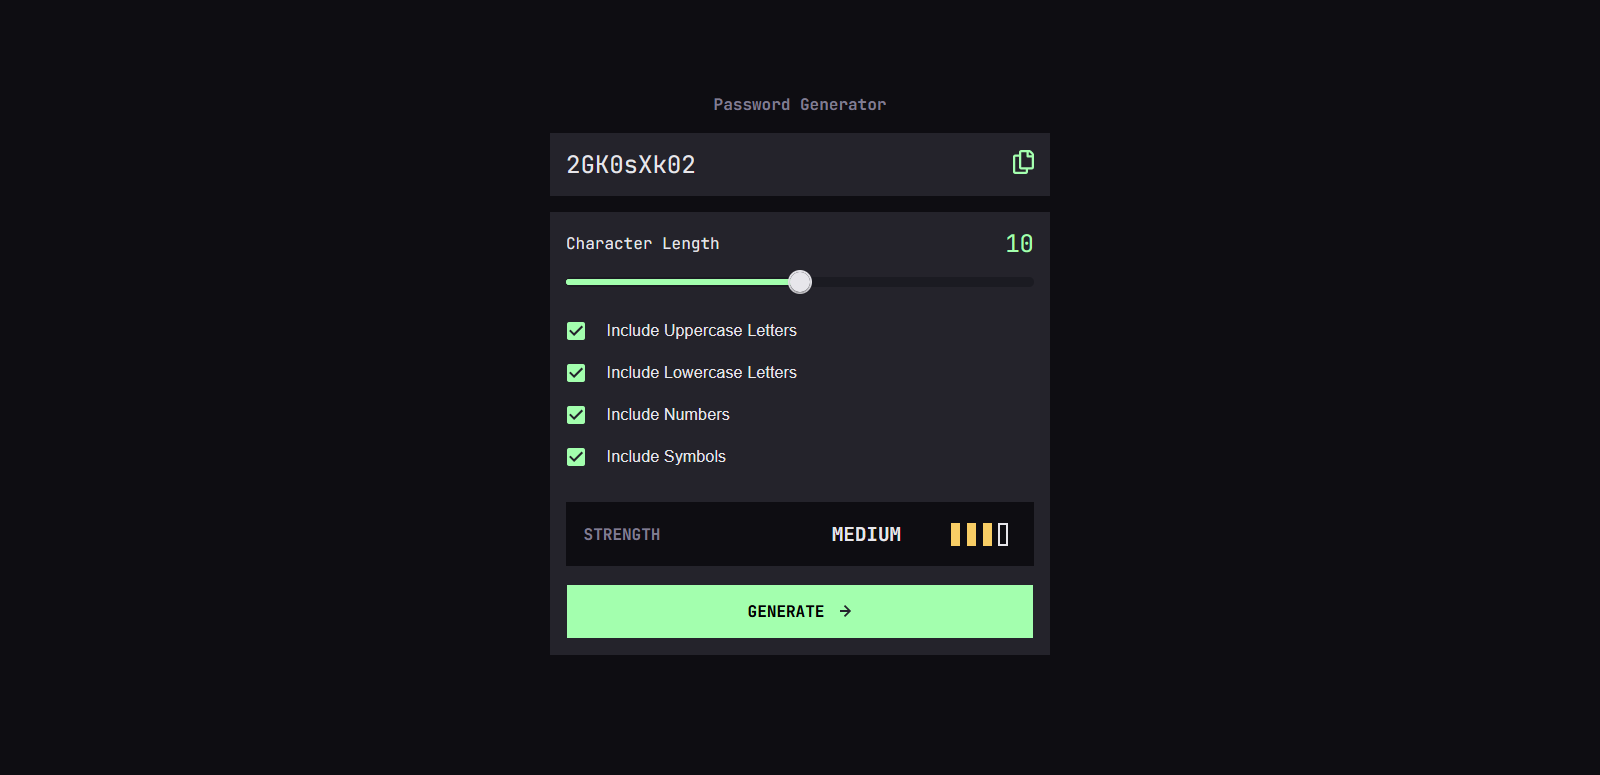 Password Generator
2GK0sXk02
Character Length 10
Include Uppercase Letters
Include Lowercase Letters
Include Numbers
Include Symbols
STRENGTH MEDIUM
GENERATE →